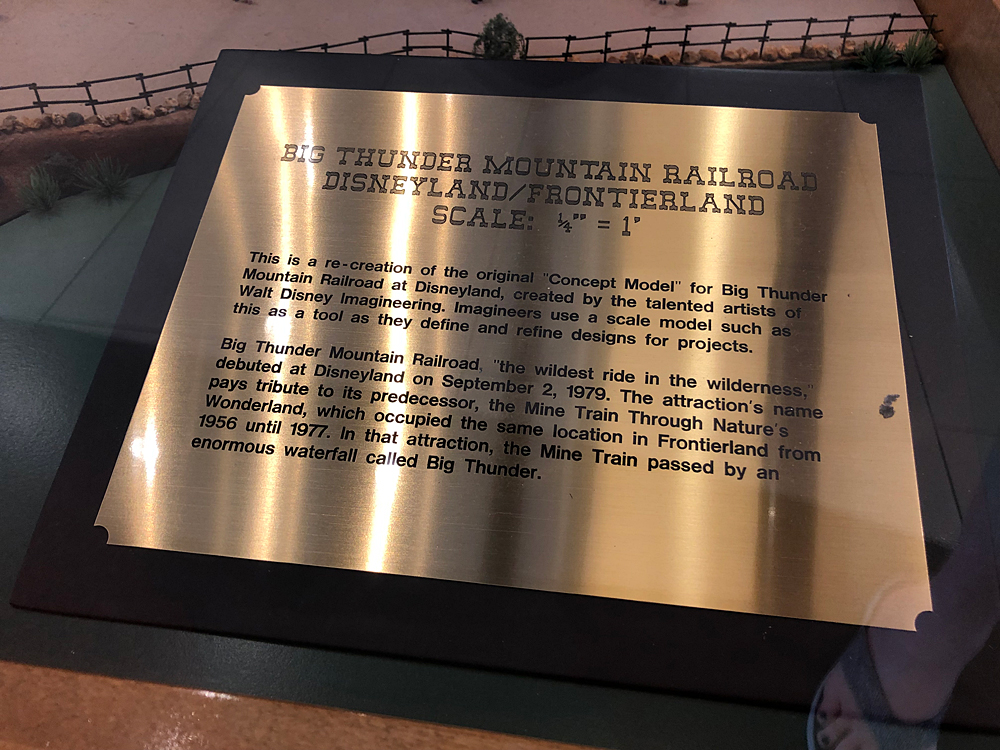 BIG THUNDER MOUNTAIN RAILROAD
DISNEYLAND/FRONTIERLAND
SCALE: ¼" = 1'
This is a re-creation of the original "Concept Model" for Big Thunder
Mountain Railroad at Disneyland, created by the talented artists of
Walt Disney Imagineering. Imagineers use a scale model such as
this as a tool as they define and refine designs for projects.
Big Thunder Mountain Railroad, "the wildest ride in the wilderness,"
debuted at Disneyland on September 2, 1979. The attraction's name
pays tribute to its predecessor, the Mine Train Through Nature's
Wonderland, which occupied the same location in Frontierland from
1956 until 1977. In that attraction, the Mine Train passed by an
enormous waterfall called Big Thunder.